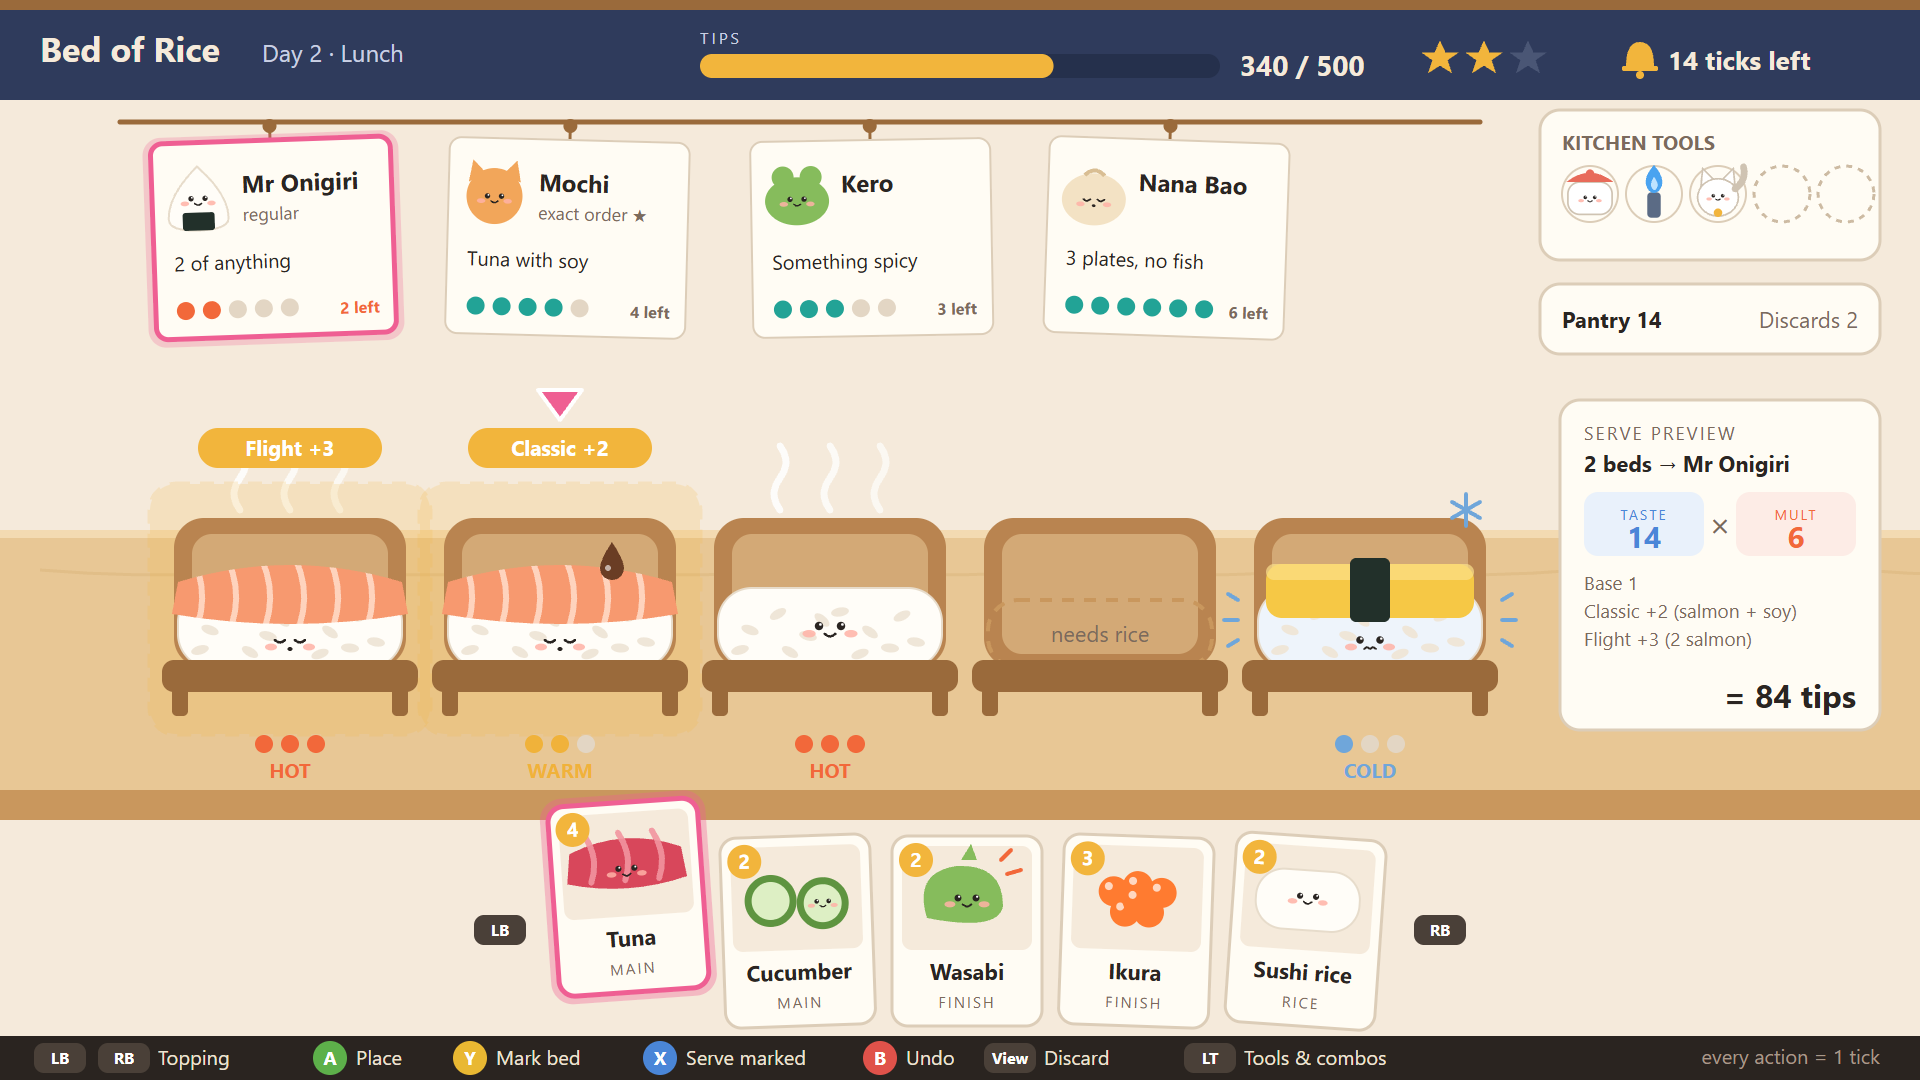 Bed of Rice
Day 2 · Lunch
TIPS
340 / 500
14 ticks left
Mr Onigiri
regular
2 of anything
2 left
Mochi
exact order ★
Tuna with soy
4 left
Kero
Something spicy
3 left
Nana Bao
3 plates, no fish
6 left
KITCHEN TOOLS
Pantry 14
Discards 2
Flight +3
Classic +2
needs rice
HOT
WARM
HOT
COLD
SERVE PREVIEW
2 beds → Mr Onigiri
TASTE
14
×
MULT
6
Base 1
Classic +2 (salmon + soy)
Flight +3 (2 salmon)
= 84 tips
LB
4
Tuna
MAIN
2
Cucumber
MAIN
2
Wasabi
FINISH
3
Ikura
FINISH
2
Sushi rice
RICE
RB
LB RB Topping
A Place
Y Mark bed
X Serve marked
B Undo
View Discard
LT Tools & combos
every action = 1 tick